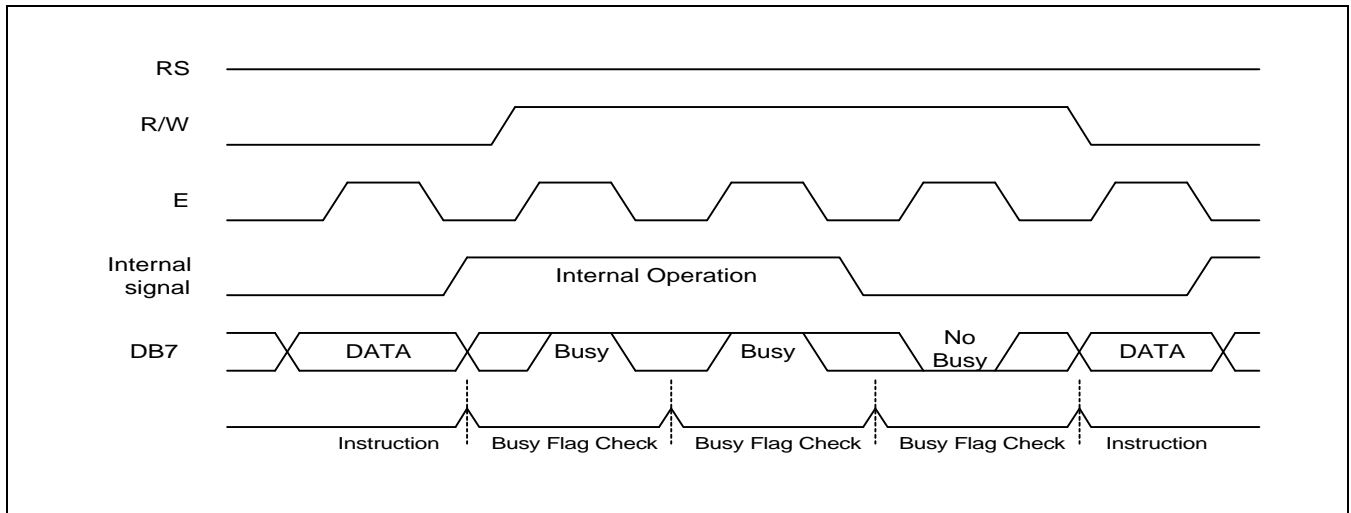 RS
R/W
E
Internal
signal
Internal Operation
DB7
DATA
Busy
Busy
No
Busy
DATA
Instruction
Busy Flag Check
Busy Flag Check
Busy Flag Check
Instruction